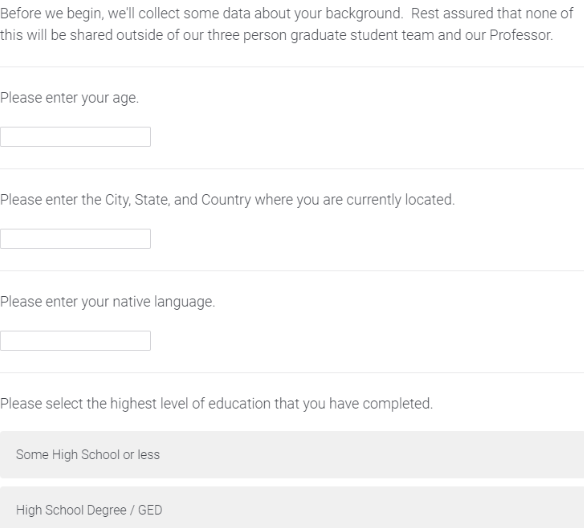 Before we begin, we'll collect some data about your background.  Rest assured that none of
this will be shared outside of our three person graduate student team and our Professor.
Please enter your age.
Please enter the City, State, and Country where you are currently located.
Please enter your native language.
Please select the highest level of education that you have completed.
Some High School or less
High School Degree / GED